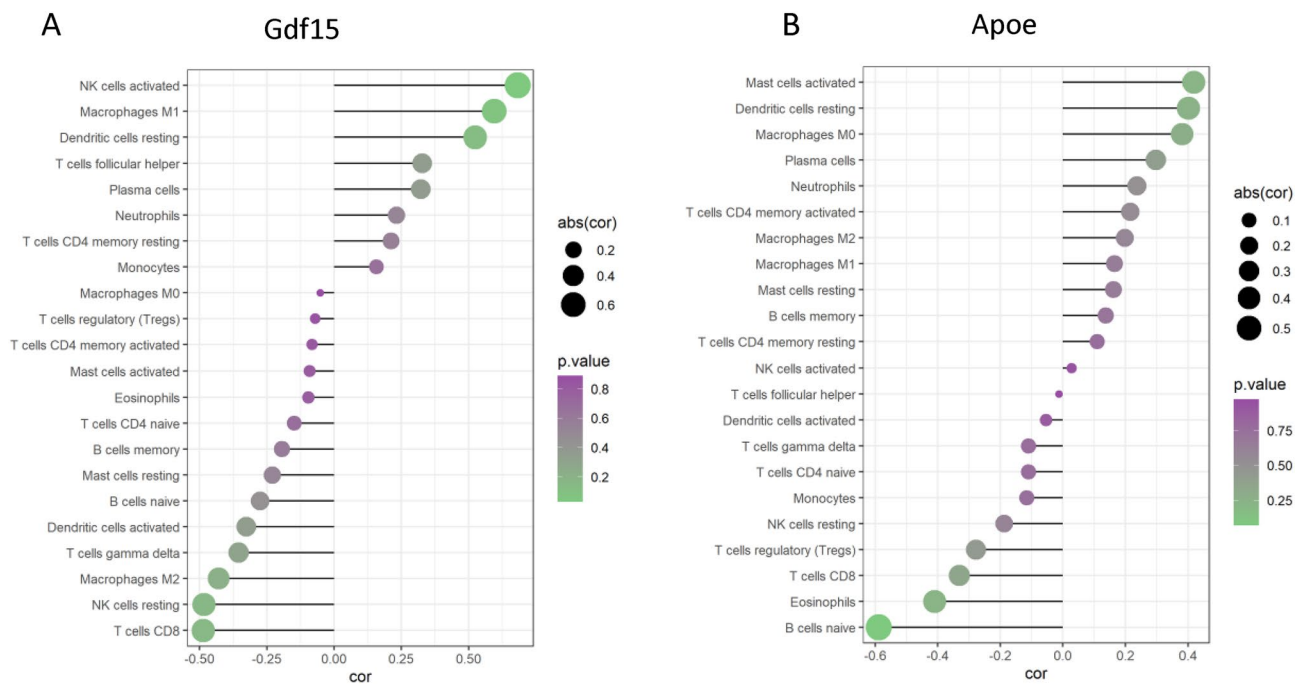 A
Gdf15
NK cells activated
Macrophages M1
Dendritic cells resting
T cells follicular helper
Plasma cells
Neutrophils
T cells CD4 memory resting
Monocytes
Macrophages M0
T cells regulatory (Tregs)
T cells CD4 memory activated
Mast cells activated
Eosinophils
T cells CD4 naive
B cells memory
Mast cells resting
B cells naive
Dendritic cells activated
T cells gamma delta
Macrophages M2
NK cells resting
T cells CD8
-0.50 -0.25 0.00 0.25 0.50
cor
abs(cor)
0.2
0.4
0.6
p.value
0.8
0.6
0.4
0.2
B
Apoe
Mast cells activated
Dendritic cells resting
Macrophages M0
Plasma cells
Neutrophils
T cells CD4 memory activated
Macrophages M2
Macrophages M1
Mast cells resting
B cells memory
T cells CD4 memory resting
NK cells activated
T cells follicular helper
Dendritic cells activated
T cells gamma delta
T cells CD4 naive
Monocytes
NK cells resting
T cells regulatory (Tregs)
T cells CD8
Eosinophils
B cells naive
-0.6 -0.4 -0.2 0.0 0.2 0.4
cor
abs(cor)
0.1
0.2
0.3
0.4
0.5
p.value
0.75
0.50
0.25